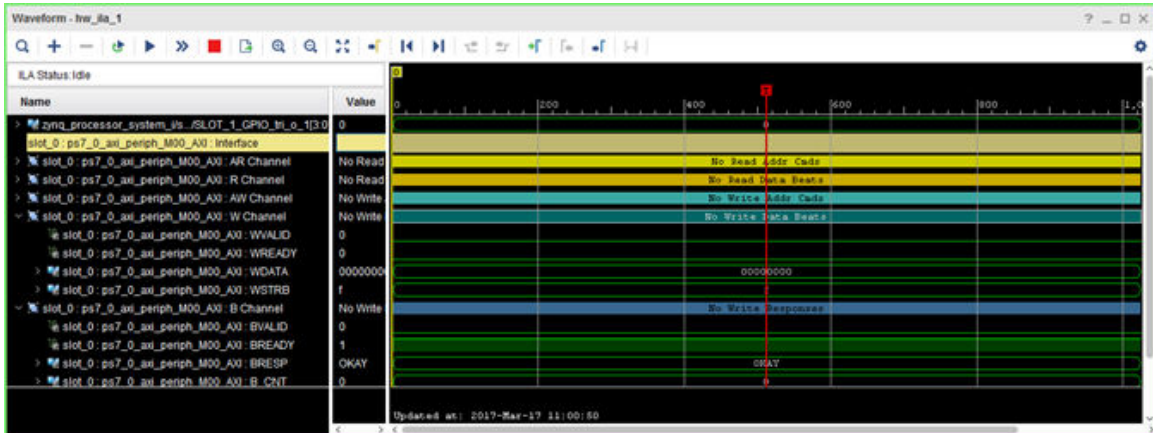 Waveform - hw_ila_1
ILA Status: Idle
Name Value
0 200 400 600 800 1,0
zynq_processor_system_i/s.../SLOT_1_GPIO_tri_o_1[3:0 0 0
slot_0 : ps7_0_axi_periph_M00_AXI : Interface
slot_0 : ps7_0_axi_periph_M00_AXI : AR Channel No Read No Read Addr Cmds
slot_0 : ps7_0_axi_periph_M00_AXI : R Channel No Read No Read Data Beats
slot_0 : ps7_0_axi_periph_M00_AXI : AW Channel No Write No Write Addr Cmds
slot_0 : ps7_0_axi_periph_M00_AXI : W Channel No Write No Write Data Beats
slot_0 : ps7_0_axi_periph_M00_AXI : WVALID 0
slot_0 : ps7_0_axi_periph_M00_AXI : WREADY 0
slot_0 : ps7_0_axi_periph_M00_AXI : WDATA 0000000 00000000
slot_0 : ps7_0_axi_periph_M00_AXI : WSTRB f f
slot_0 : ps7_0_axi_periph_M00_AXI : B Channel No Write No Write Responses
slot_0 : ps7_0_axi_periph_M00_AXI : BVALID 0
slot_0 : ps7_0_axi_periph_M00_AXI : BREADY 1
slot_0 : ps7_0_axi_periph_M00_AXI : BRESP OKAY OKAY
slot_0 : ps7_0_axi_periph_M00_AXI : B_CNT 0 0
Updated at: 2017-Mar-17 11:00:50